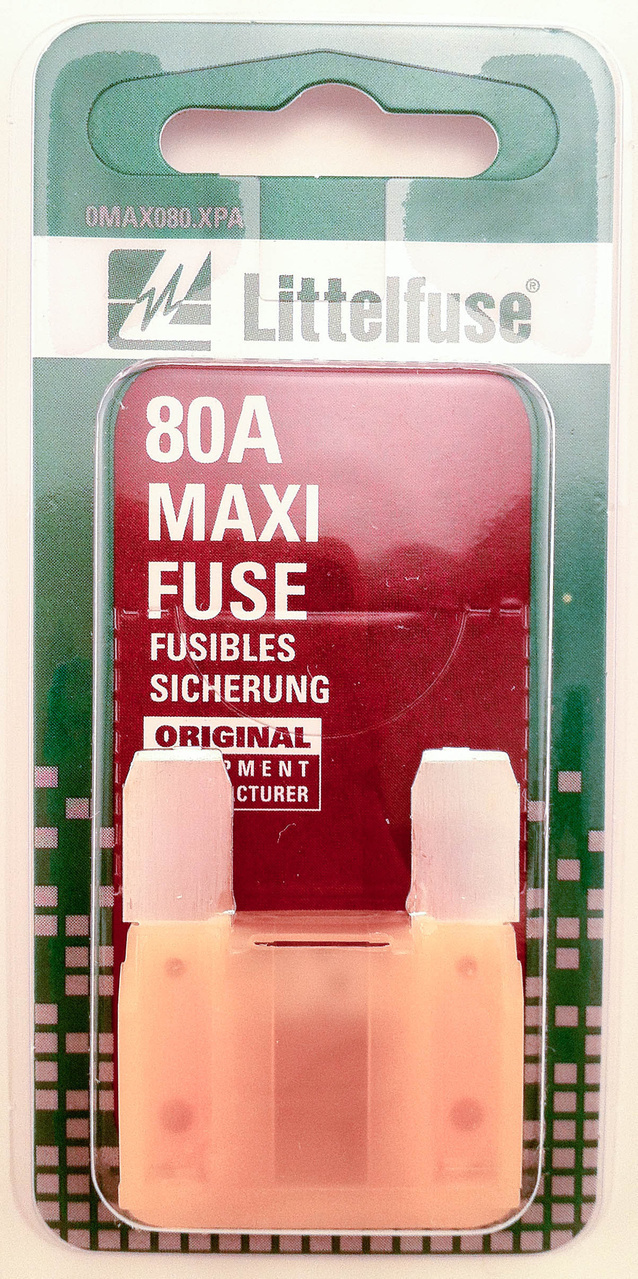 0MAX080.XPA
Littelfuse®
80A
MAXI
FUSE
FUSIBLES
SICHERUNG
ORIGINAL